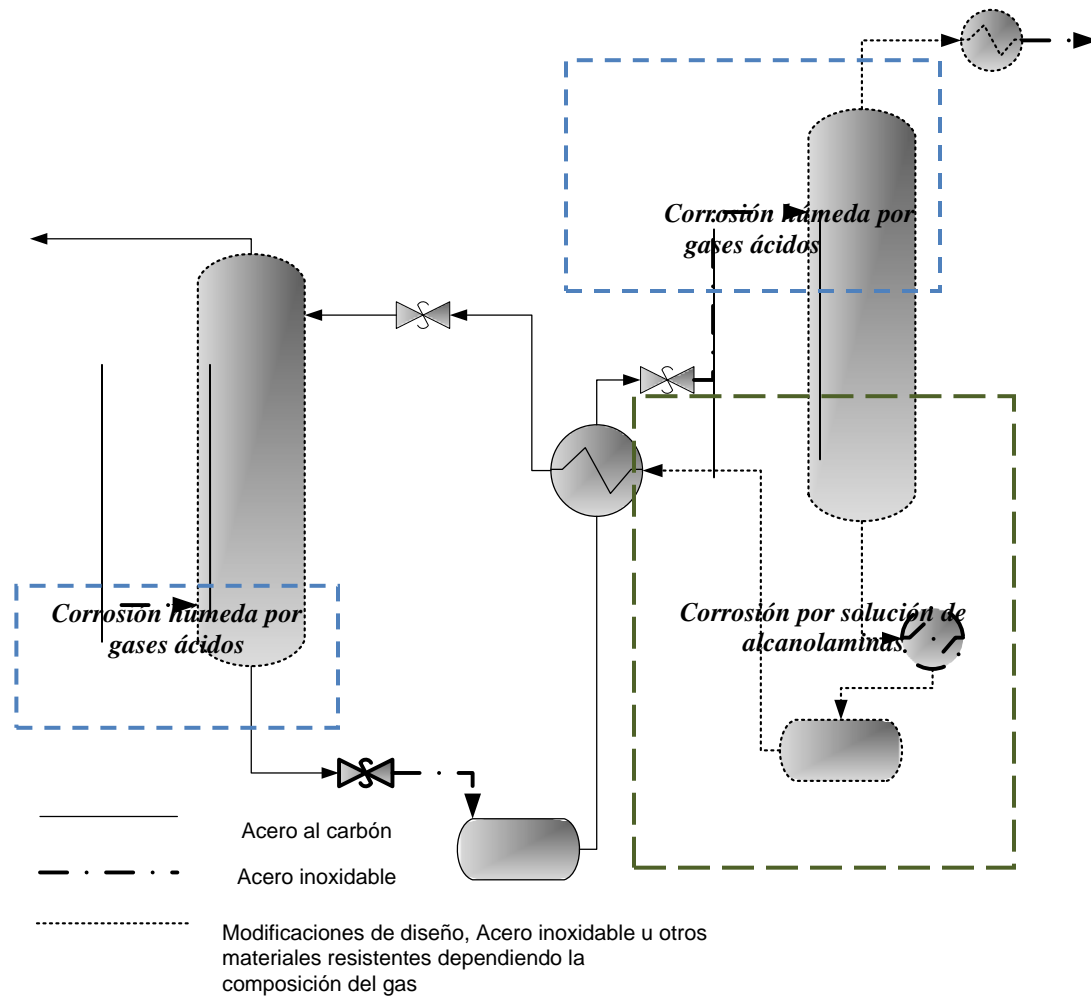 Corrosión húmeda por
gases ácidos
Corrosión húmeda por
gases ácidos
Corrosión por solución de
alcanolaminas
Acero al carbón
Acero inoxidable
Modificaciones de diseño, Acero inoxidable u otros
materiales resistentes dependiendo la
composición del gas